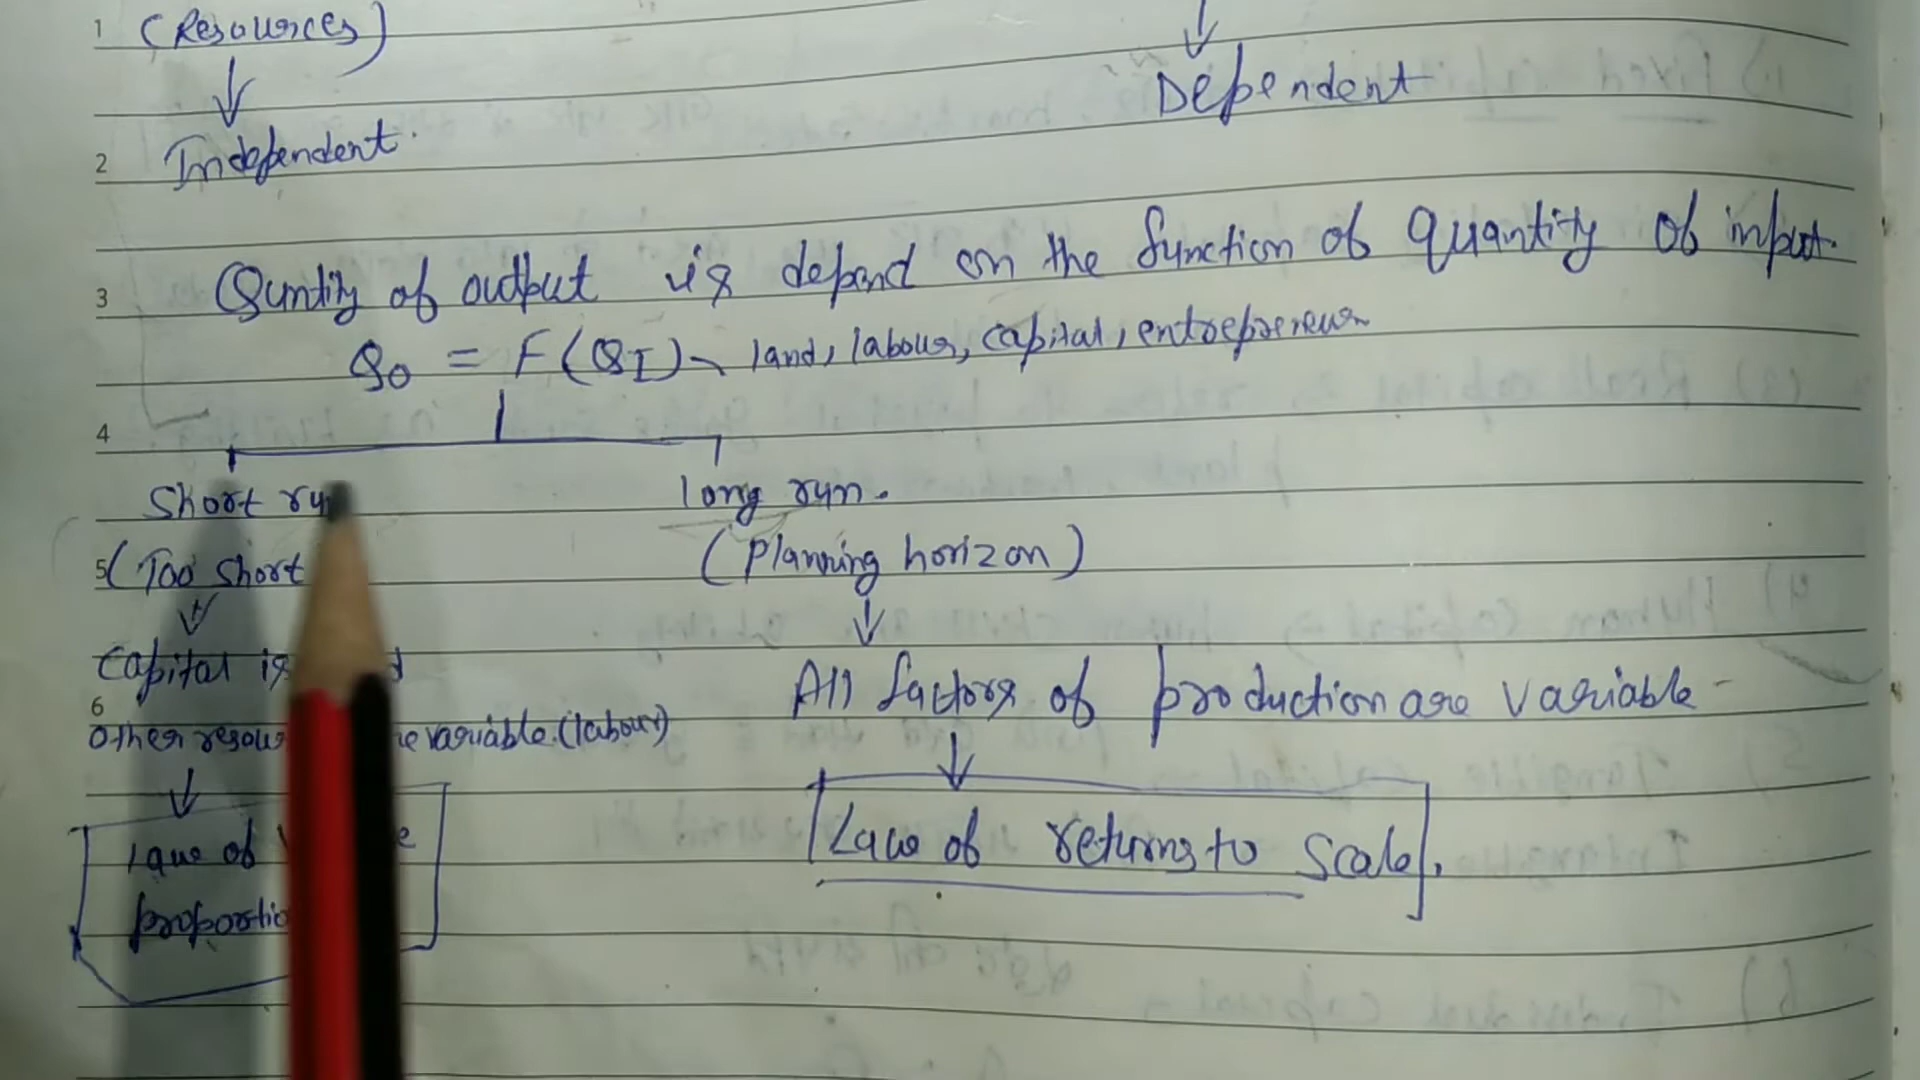 1 (Resources)
Dependent
2 Independent.
3 Quntity of output is depend on the function of quantity of input.
QO = F(QI) land, labour, capital, entrepreneur
4
Short run
long run.
5 (Too short
(Planning horizon)
Capital is
All factors of production are variable
6
other variable (labour)
law of
Law of returns to Scale.